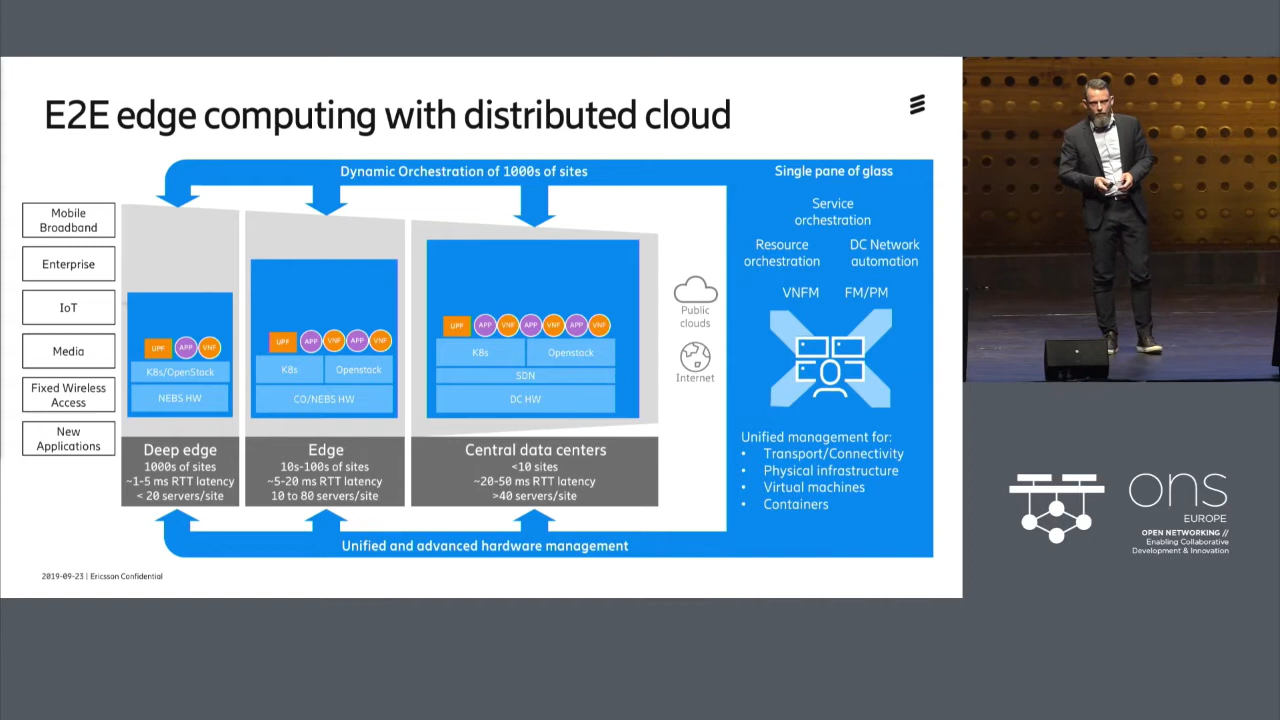 E2E edge computing with distributed cloud
Dynamic Orchestration of 1000s of sites
Single pane of glass
Service
orchestration
Resource
orchestration
DC Network
automation
VNFM
FM/PM
Mobile
Broadband
Enterprise
IoT
Media
Fixed Wireless
Access
New
Applications
UPF APP VNF
K8s/OpenStack
NEBS HW
UPF APP VNF APP VNF
K8s
Openstack
CO/NEBS HW
UPF APP VNF APP VNF APP VNF
K8s
Openstack
SDN
DC HW
Public
clouds
Internet
Deep edge
1000s of sites
~1-5 ms RTT latency
< 20 servers/site
Edge
10s-100s of sites
~5-20 ms RTT latency
10 to 80 servers/site
Central data centers
<10 sites
~20-50 ms RTT latency
>40 servers/site
Unified management for:
• Transport/Connectivity
• Physical infrastructure
• Virtual machines
• Containers
Unified and advanced hardware management
2019-09-23 | Ericsson Confidential
ons
EUROPE
OPEN NETWORKING //
Enabling Collaborative
Development & Innovation